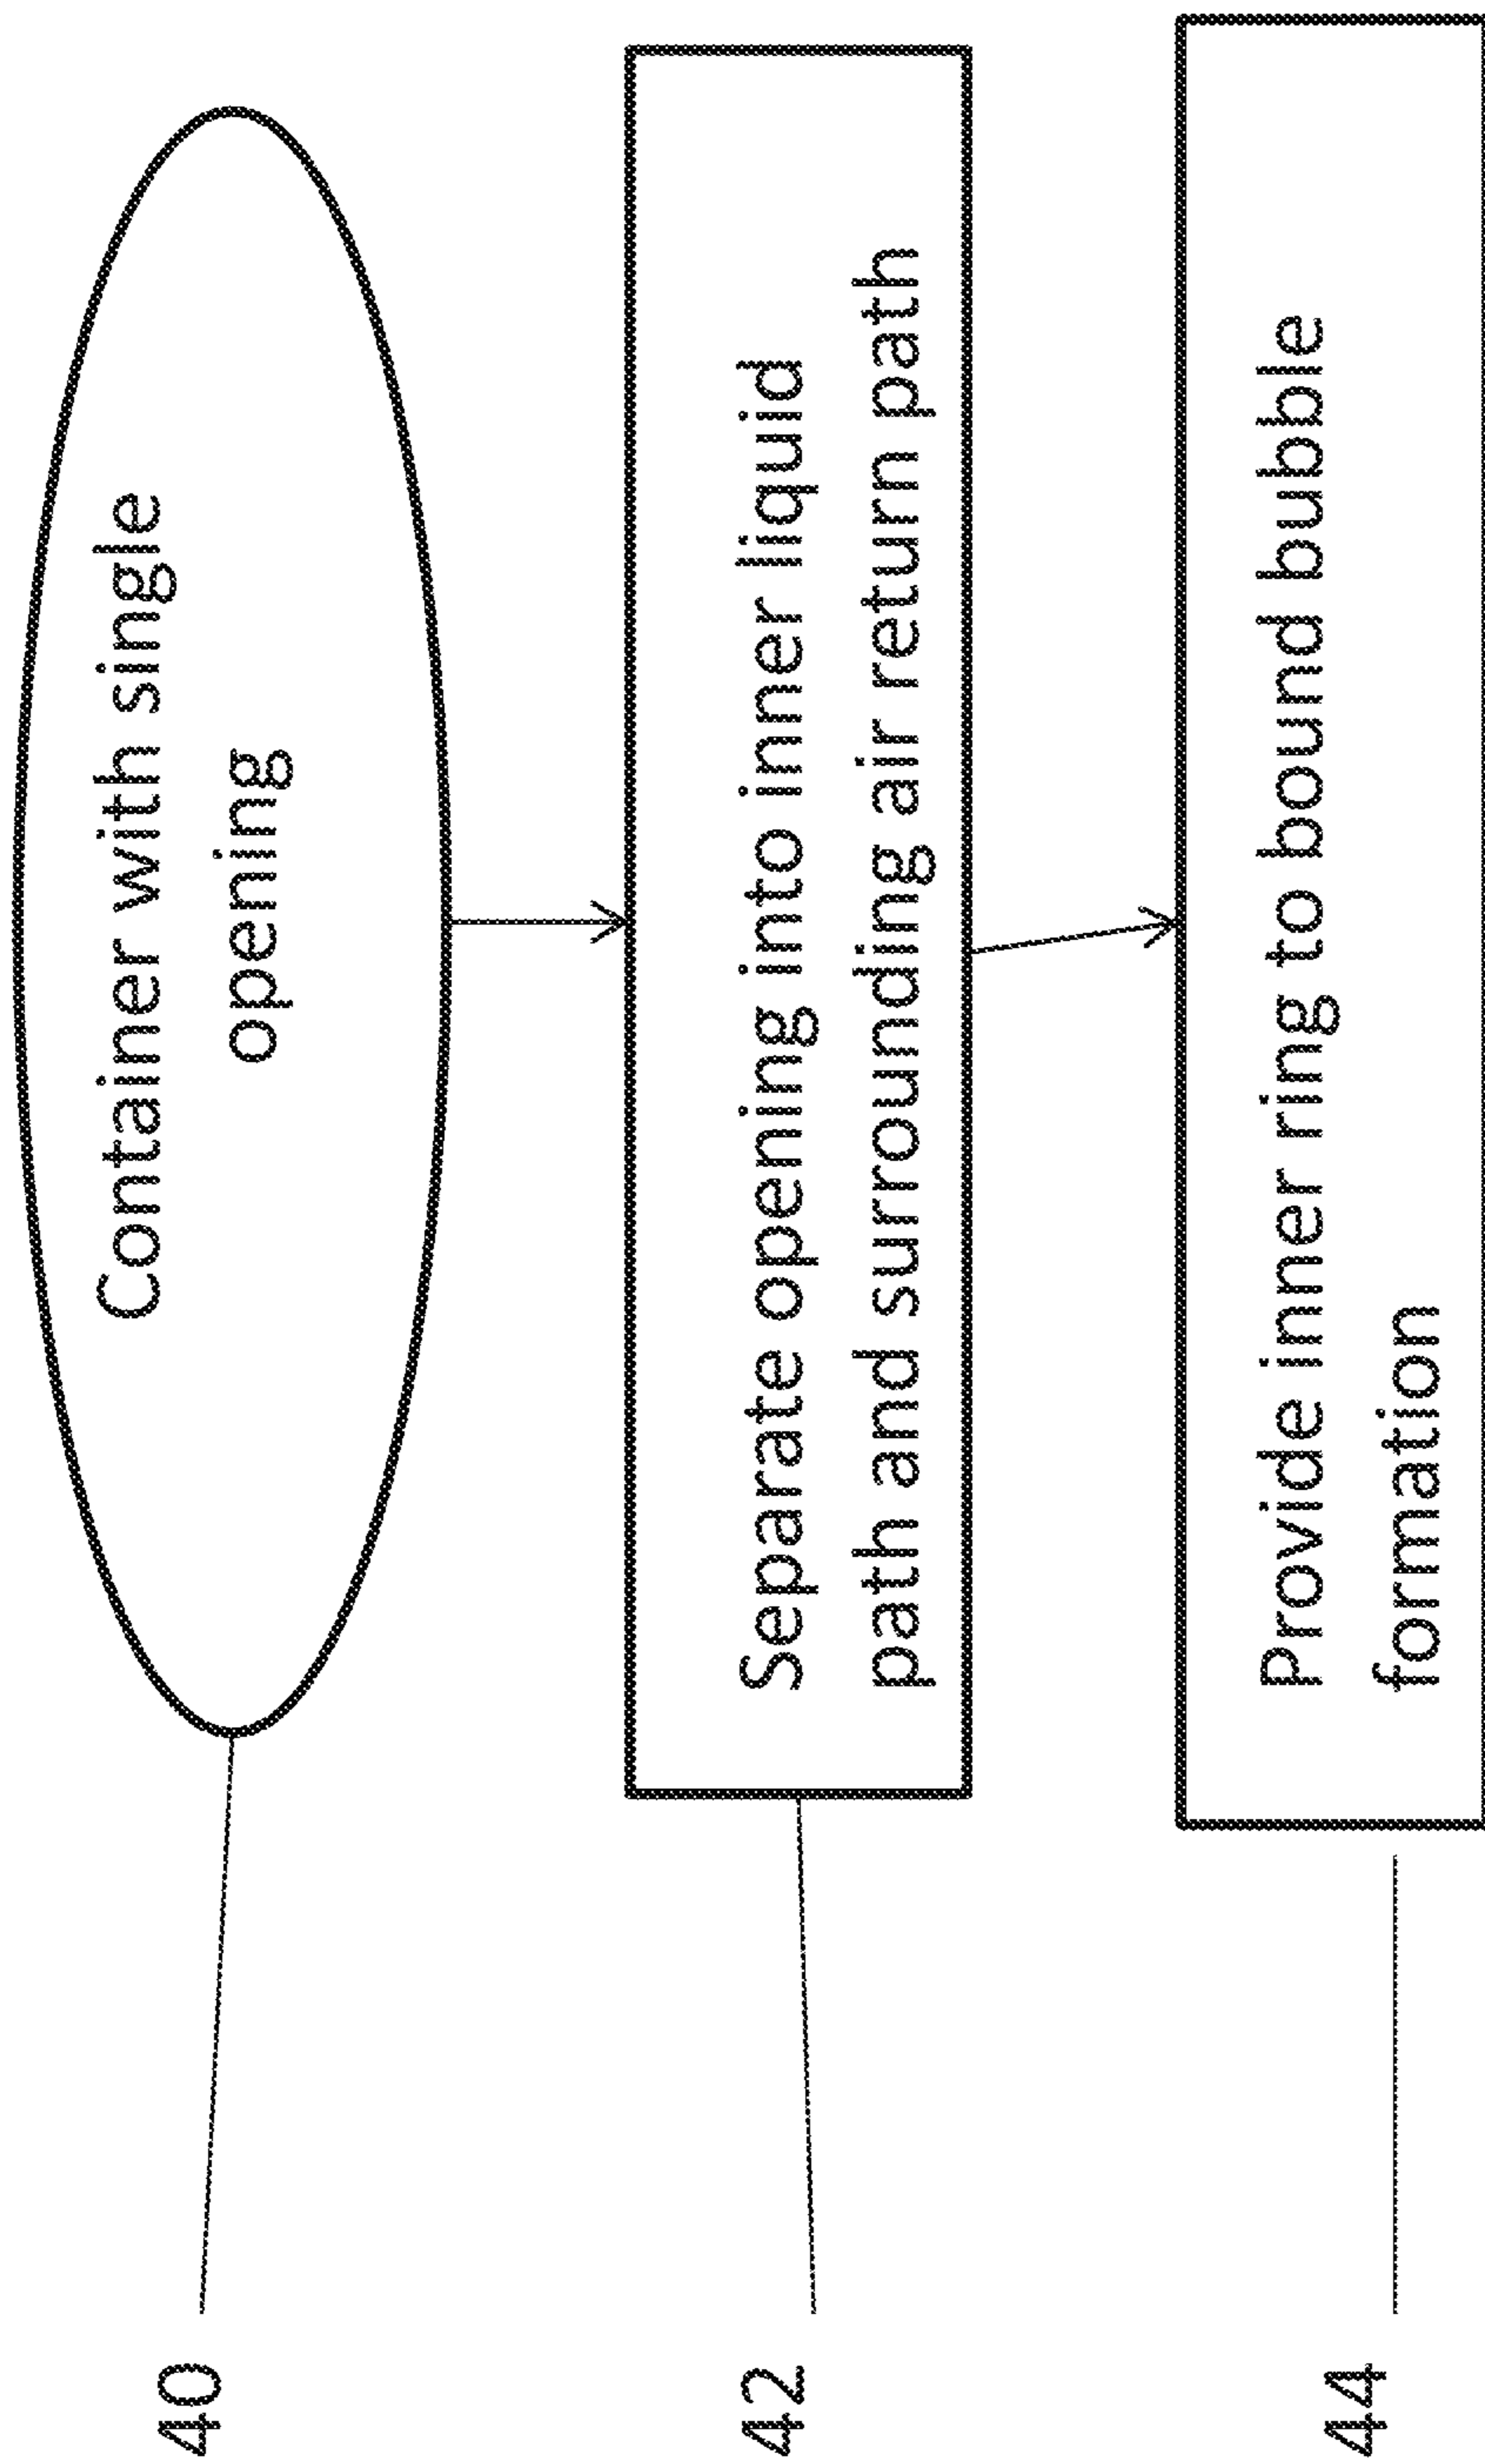 40
Container with single
opening
42
Separate opening into inner liquid
path and surrounding air return path
44
Provide inner ring to bound bubble
formation